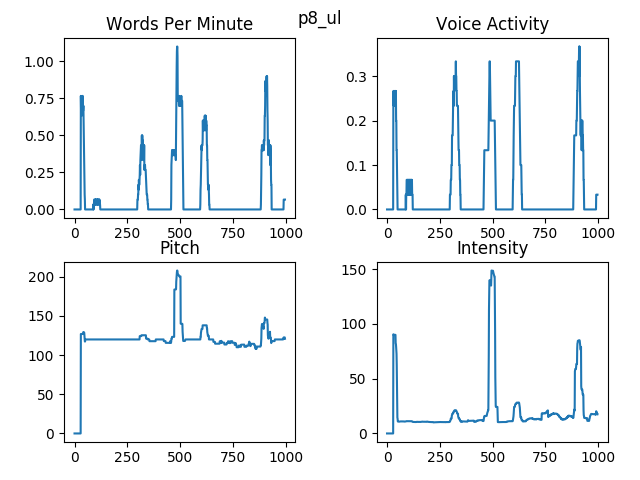 p8_ul
Words Per Minute
1.00
0.75
0.50
0.25
0.00
0 250 500 750 1000
Voice Activity
0.3
0.2
0.1
0.0
0 250 500 750 1000
Pitch
200
150
100
50
0
0 250 500 750 1000
Intensity
150
100
50
0
0 250 500 750 1000